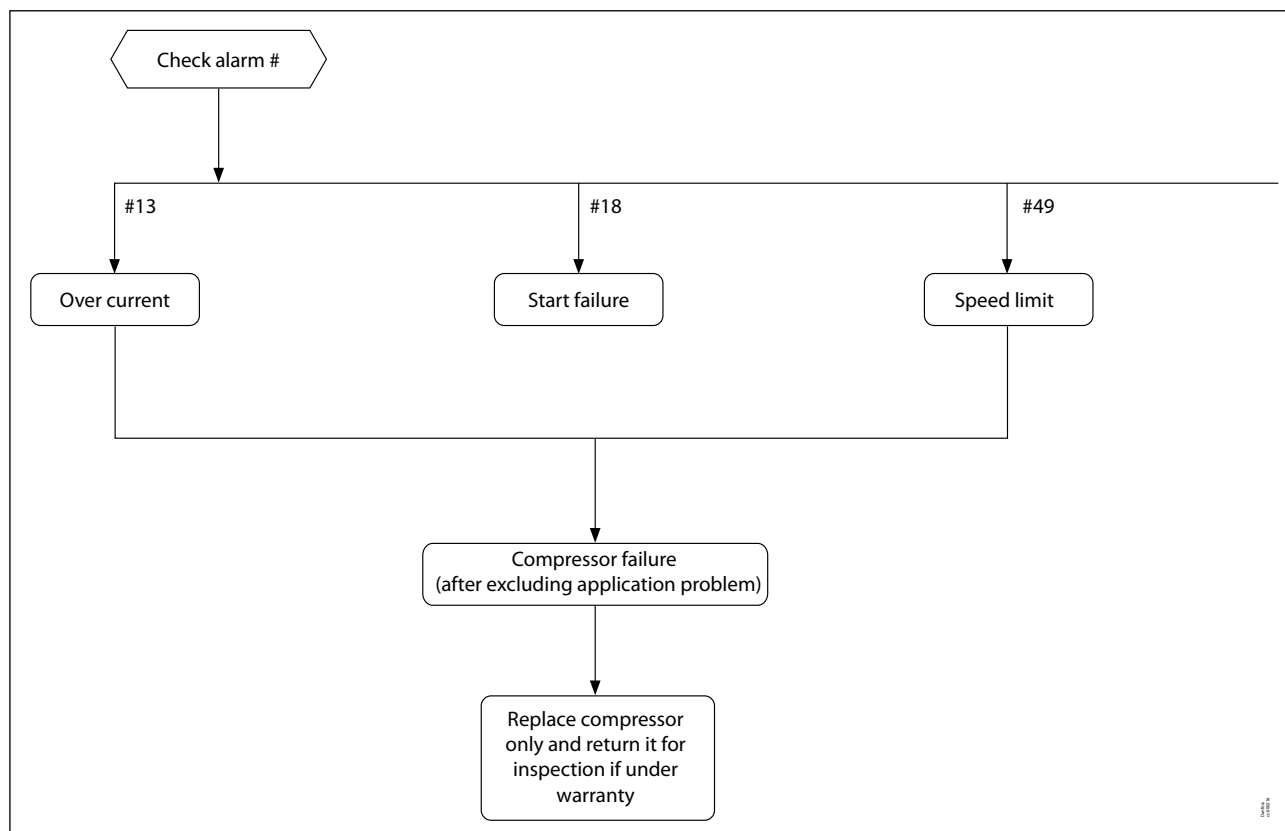 Check alarm #
#13
#18
#49
Over current
Start failure
Speed limit
Compressor failure
(after excluding application problem)
Replace compressor
only and return it for
inspection if under
warranty
Danfoss